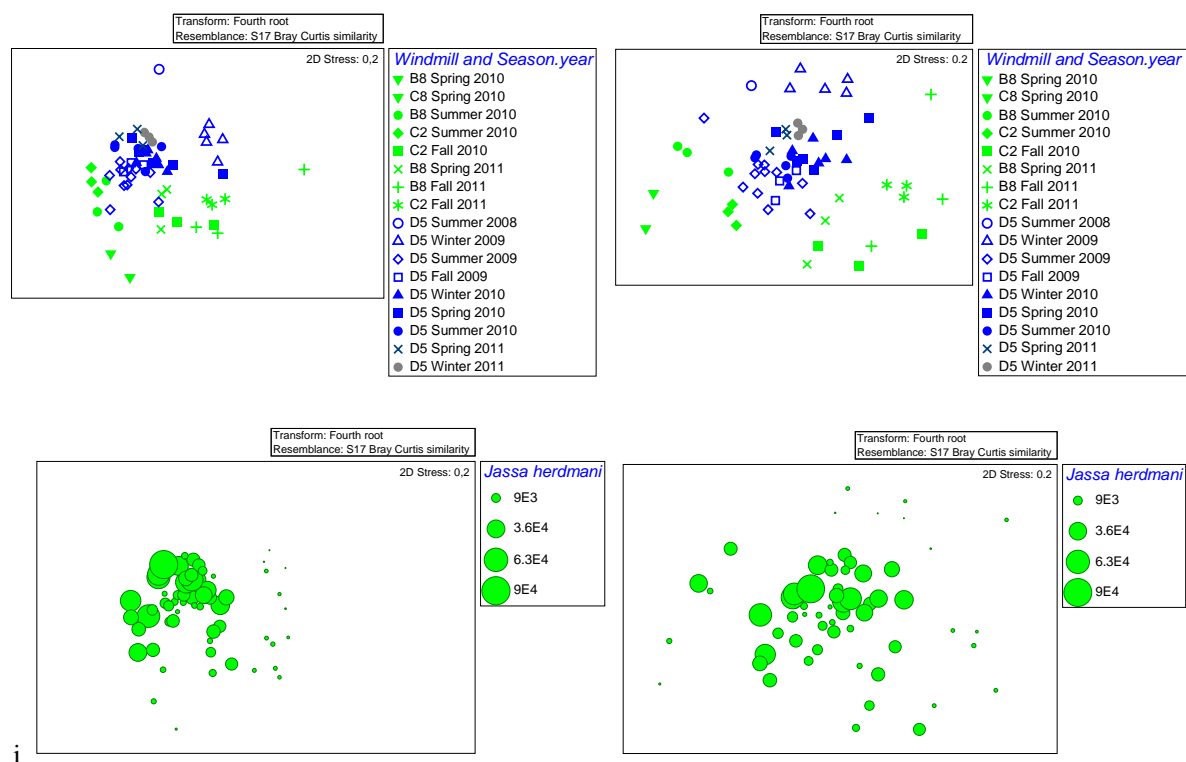 Transform: Fourth root
Resemblance: S17 Bray Curtis similarity
2D Stress: 0,2
Windmill and Season.year
B8 Spring 2010
C8 Spring 2010
B8 Summer 2010
C2 Summer 2010
C2 Fall 2010
B8 Spring 2011
B8 Fall 2011
C2 Fall 2011
D5 Summer 2008
D5 Winter 2009
D5 Summer 2009
D5 Fall 2009
D5 Winter 2010
D5 Spring 2010
D5 Summer 2010
D5 Spring 2011
D5 Winter 2011
Transform: Fourth root
Resemblance: S17 Bray Curtis similarity
2D Stress: 0.2
Windmill and Season.year
B8 Spring 2010
C8 Spring 2010
B8 Summer 2010
C2 Summer 2010
C2 Fall 2010
B8 Spring 2011
B8 Fall 2011
C2 Fall 2011
D5 Summer 2008
D5 Winter 2009
D5 Summer 2009
D5 Fall 2009
D5 Winter 2010
D5 Spring 2010
D5 Summer 2010
D5 Spring 2011
D5 Winter 2011
Transform: Fourth root
Resemblance: S17 Bray Curtis similarity
2D Stress: 0,2
Jassa herdmani
9E3
3.6E4
6.3E4
9E4
Transform: Fourth root
Resemblance: S17 Bray Curtis similarity
2D Stress: 0.2
Jassa herdmani
9E3
3.6E4
6.3E4
9E4
i